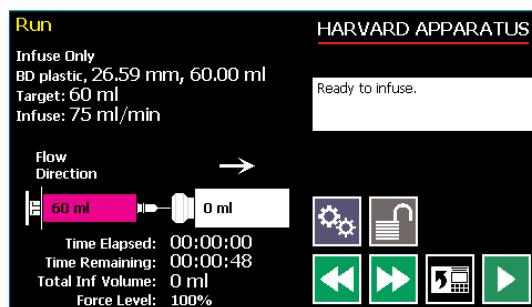 Run
HARVARD APPARATUS
Infuse Only
BD plastic, 26.59 mm, 60.00 ml
Target: 60 ml
Infuse: 75 ml/min
Ready to infuse.
Flow
Direction
60 ml
0 ml
Time Elapsed: 00:00:00
Time Remaining: 00:00:48
Total Inf Volume: 0 ml
Force Level: 100%